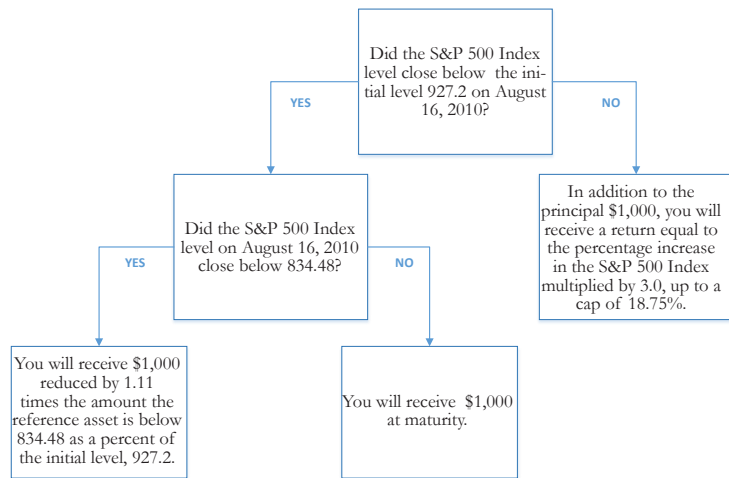 Did the S&P 500 Index
level close below the ini-
tial level 927.2 on August
16, 2010?
YES
NO
Did the S&P 500 Index
level on August 16, 2010
close below 834.48?
In addition to the
principal $1,000, you will
receive a return equal to
the percentage increase
in the S&P 500 Index
multiplied by 3.0, up to a
cap of 18.75%.
YES
NO
You will receive $1,000
reduced by 1.11
times the amount the
reference asset is below
834.48 as a percent of
the initial level, 927.2.
You will receive $1,000
at maturity.